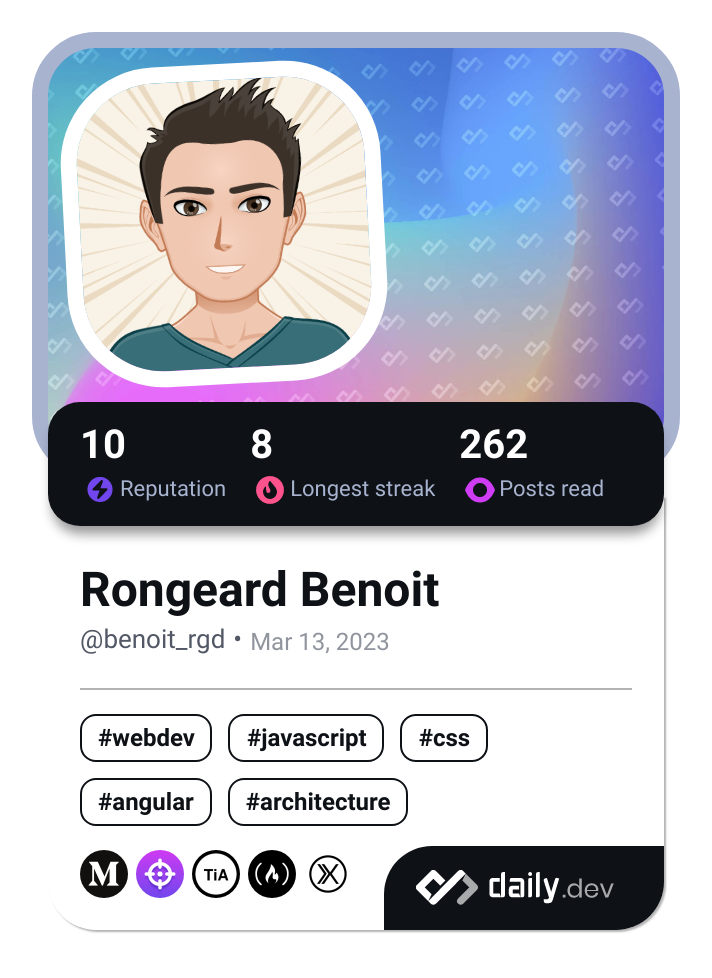 10 8 262
Reputation Longest streak Posts read
Rongeard Benoit
@benoit_rgd • Mar 13, 2023
#webdev #javascript #css
#angular #architecture
M TiA daily.dev